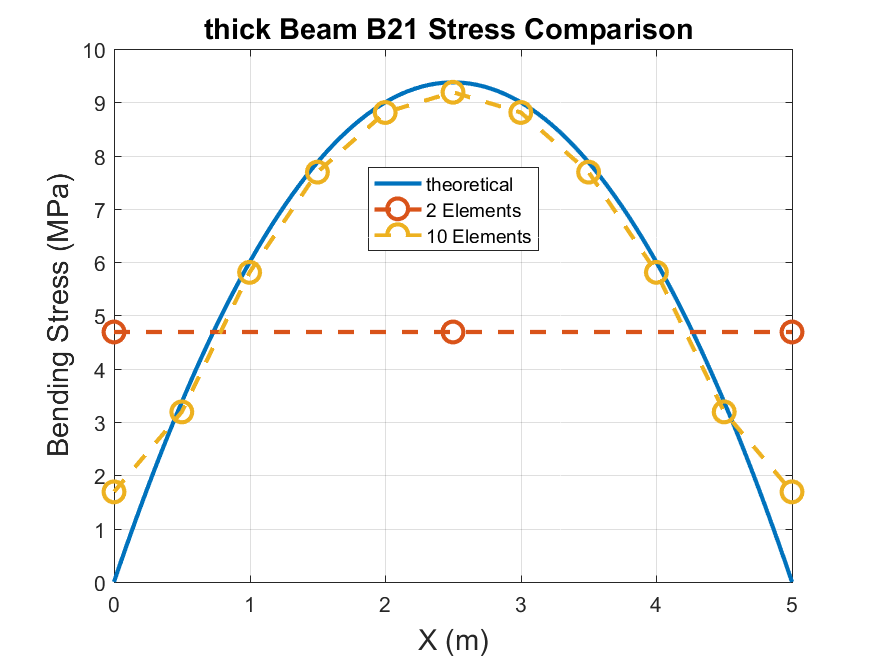 thick Beam B21 Stress Comparison
Bending Stress (MPa)
10
9
8
7
6
5
4
3
2
1
0
theoretical
2 Elements
10 Elements
0 1 2 3 4 5
X (m)